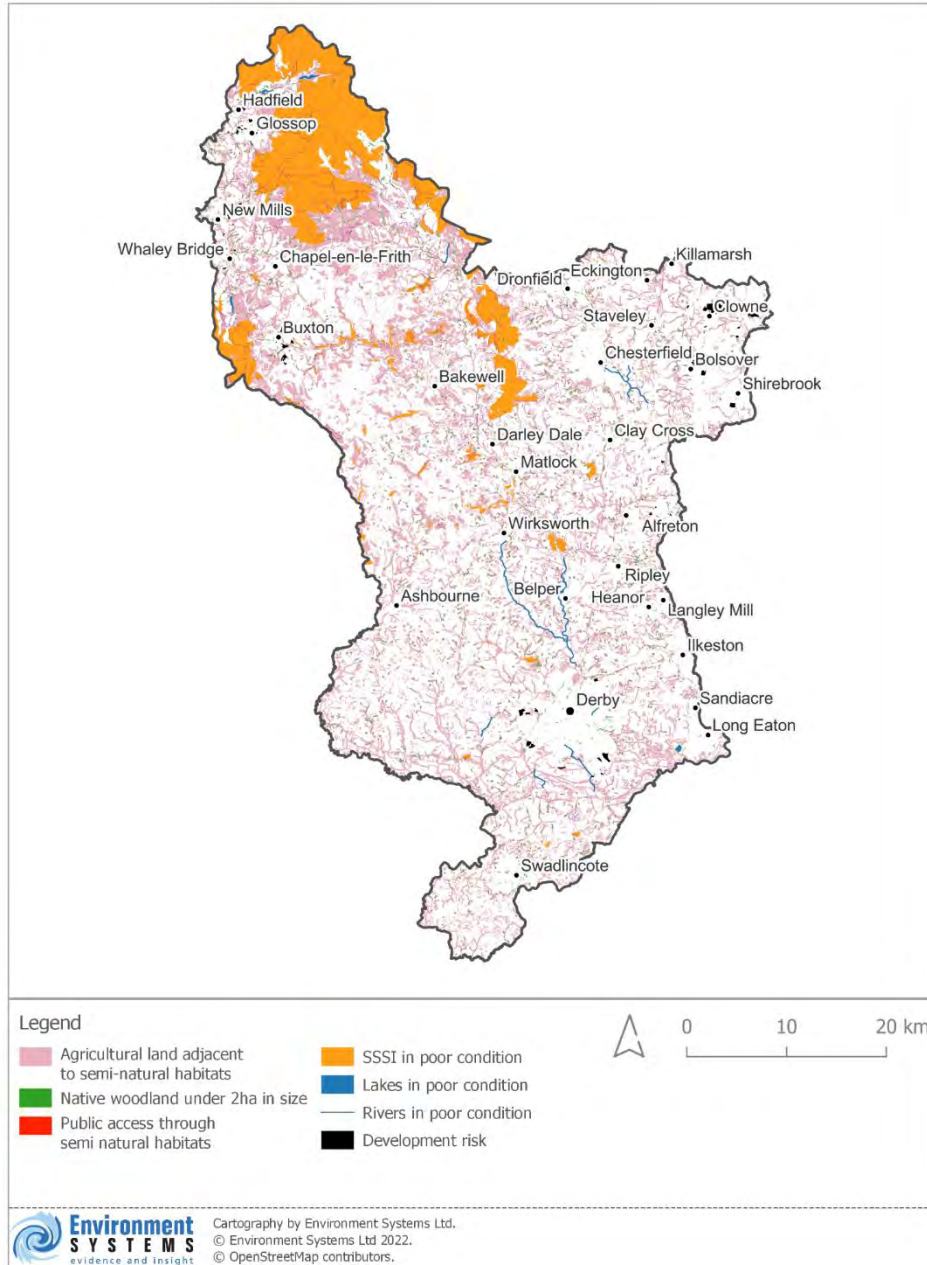 Hadfield
Glossop
New Mills
Whaley Bridge
Chapel-en-le-Frith
Killamarsh
Eckington
Dronfield
Clowne
Staveley
Buxton
Chesterfield
Bolsover
Bakewell
Shirebrook
Darley Dale
Clay Cross
Matlock
Wirksworth
Alfreton
Ripley
Belper
Heanor
Ashbourne
Langley Mill
Ilkeston
Derby
Sandiacre
Long Eaton
Swadlincote
Legend
Agricultural land adjacent
to semi-natural habitats
Native woodland under 2ha in size
Public access through
semi natural habitats
SSSI in poor condition
Lakes in poor condition
Rivers in poor condition
Development risk
0 10 20 km
Environment
SYSTEMS
evidence and insight
Cartography by Environment Systems Ltd.
© Environment Systems Ltd 2022.
© OpenStreetMap contributors.